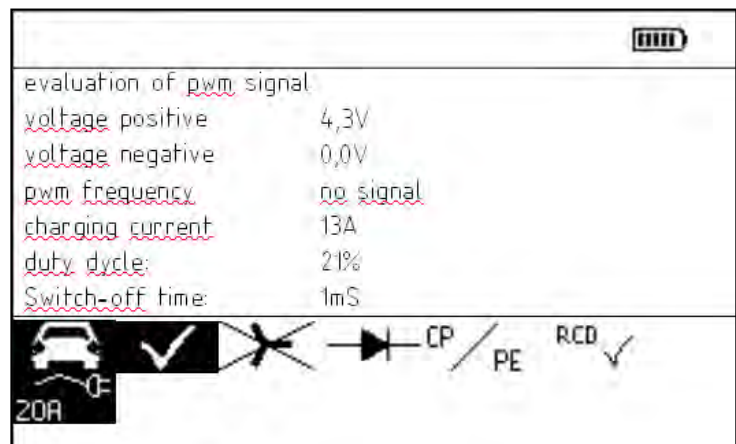 evaluation of pwm signal
voltage positive 4,3V
voltage negative 0,0V
pwm frequency no signal
charging current 13A
duty dycle: 21%
Switch-off time: 1mS
CP/PE RCD
20A